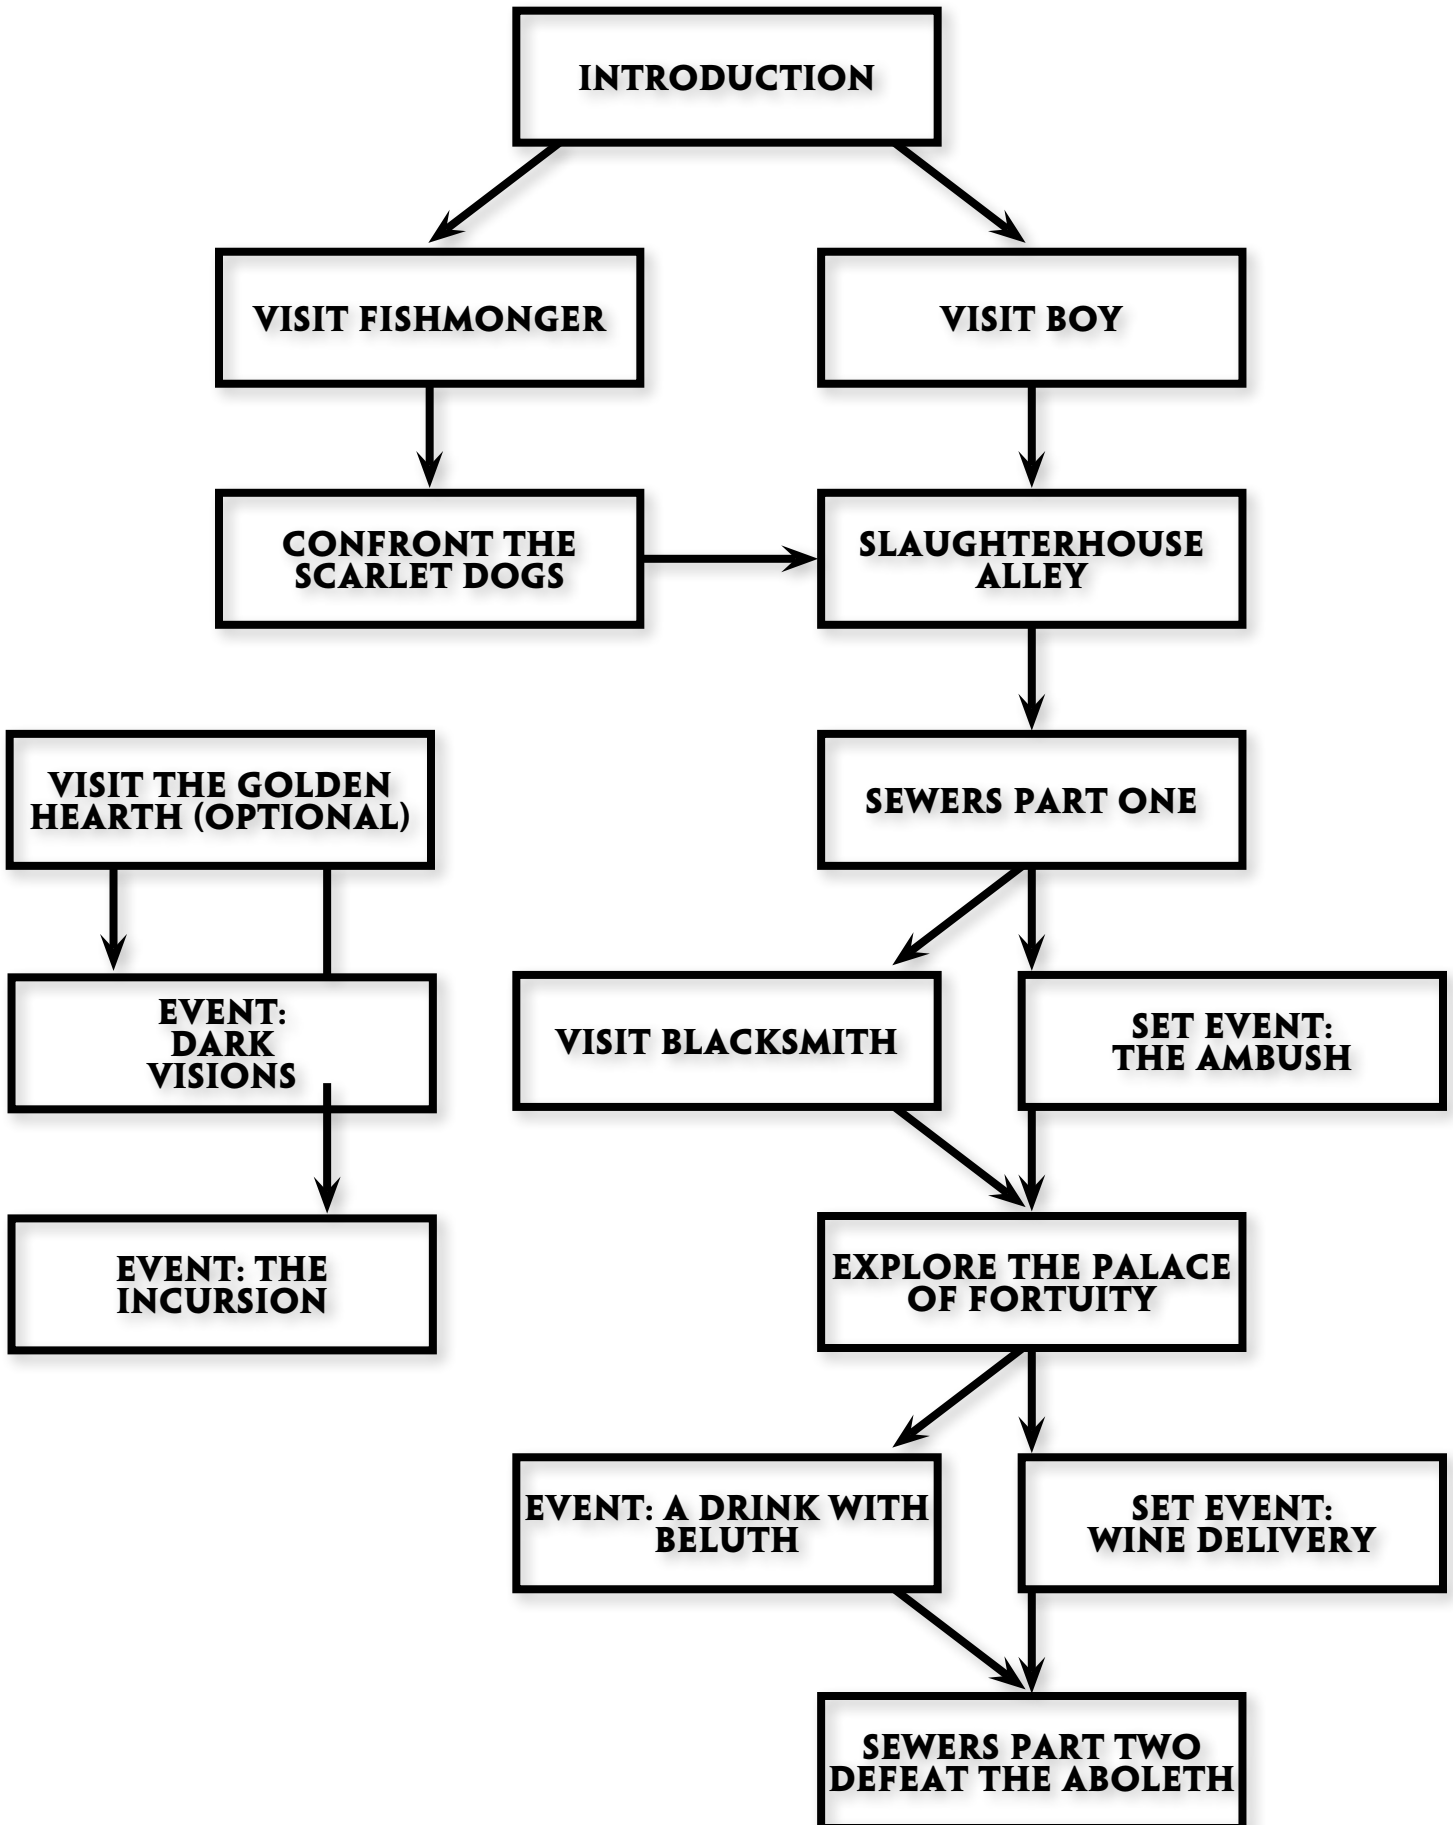 INTRODUCTION
VISIT FISHMONGER
VISIT BOY
CONFRONT THE
SCARLET DOGS
SLAUGHTERHOUSE
ALLEY
VISIT THE GOLDEN
HEARTH (OPTIONAL)
SEWERS PART ONE
EVENT:
DARK
VISIONS
VISIT BLACKSMITH
SET EVENT:
THE AMBUSH
EVENT: THE
INCURSION
EXPLORE THE PALACE
OF FORTUITY
EVENT: A DRINK WITH
BELUTH
SET EVENT:
WINE DELIVERY
SEWERS PART TWO
DEFEAT THE ABOLETH